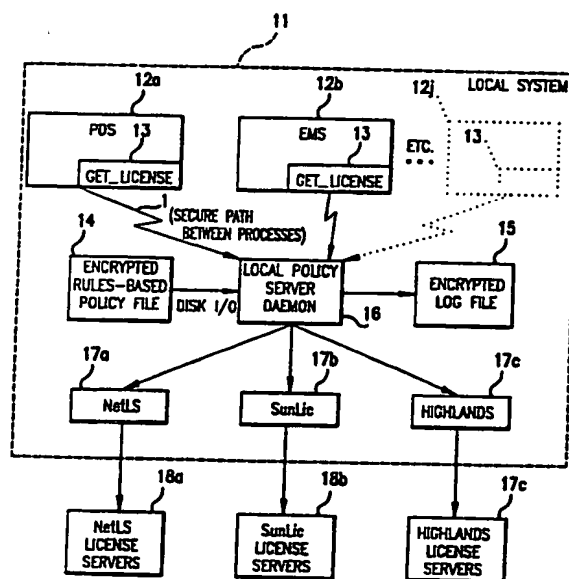 11
12a
12b
12j
LOCAL SYSTEM
PDS
13
GET_LICENSE
EMS
13
GET_LICENSE
ETC.
13
1
(SECURE PATH
BETWEEN PROCESSES)
14
ENCRYPTED
RULES-BASED
POLICY FILE
DISK I/O
LOCAL POLICY
SERVER
DAEMON
16
15
ENCRYPTED
LOG FILE
17a
NetLS
17b
SunLic
17c
HIGHLANDS
18a
NetLS
LICENSE
SERVERS
18b
SunLic
LICENSE
SERVERS
17c
HIGHLANDS
LICENSE
SERVERS